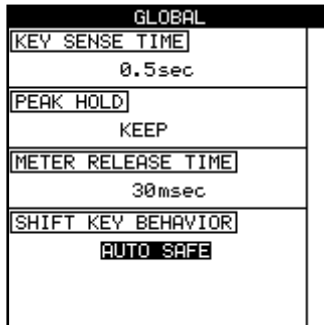 GLOBAL
KEY SENSE TIME
0.5sec
PEAK HOLD
KEEP
METER RELEASE TIME
30msec
SHIFT KEY BEHAVIOR
AUTO SAFE